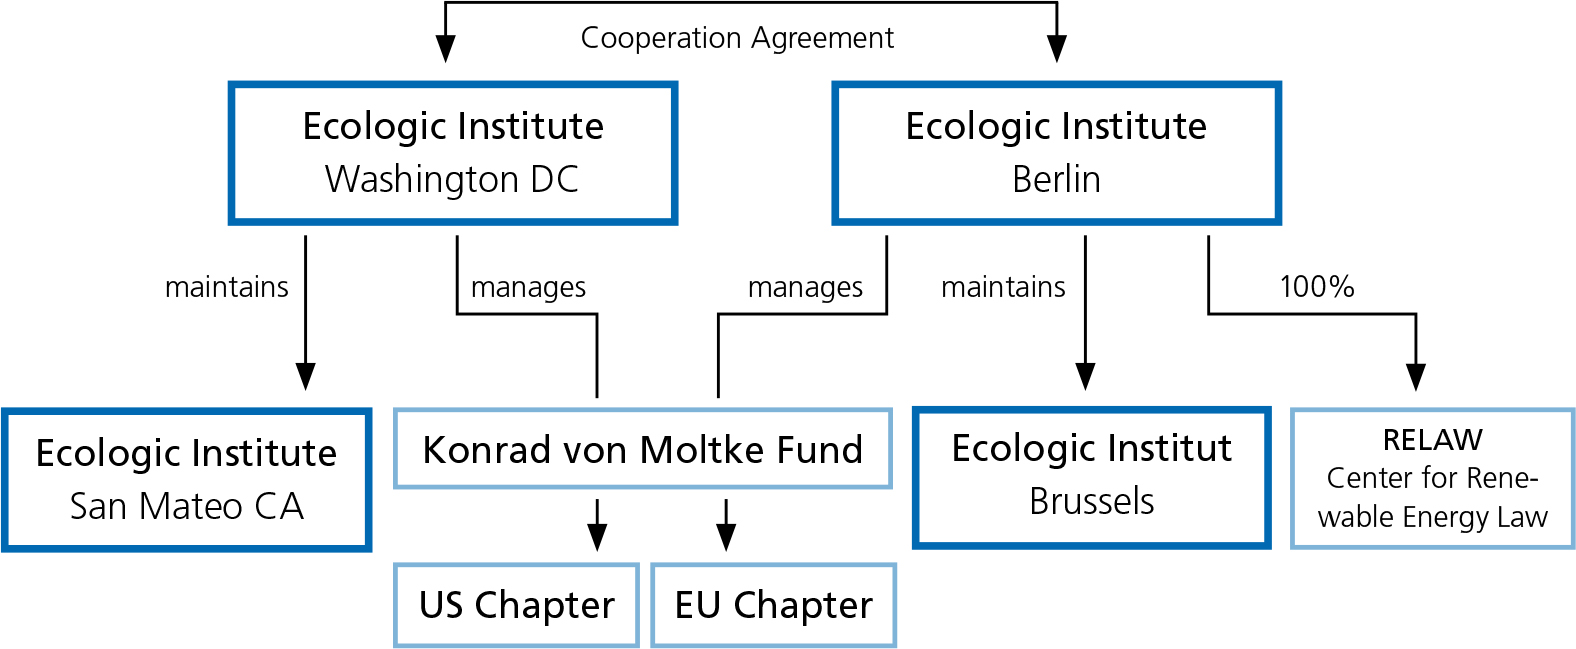 Cooperation Agreement
Ecologic Institute
Washington DC
Ecologic Institute
Berlin
maintains
manages
manages
maintains
100%
Ecologic Institute
San Mateo CA
Konrad von Moltke Fund
Ecologic Institut
Brussels
RELAW
Center for Rene-
wable Energy Law
US Chapter
EU Chapter